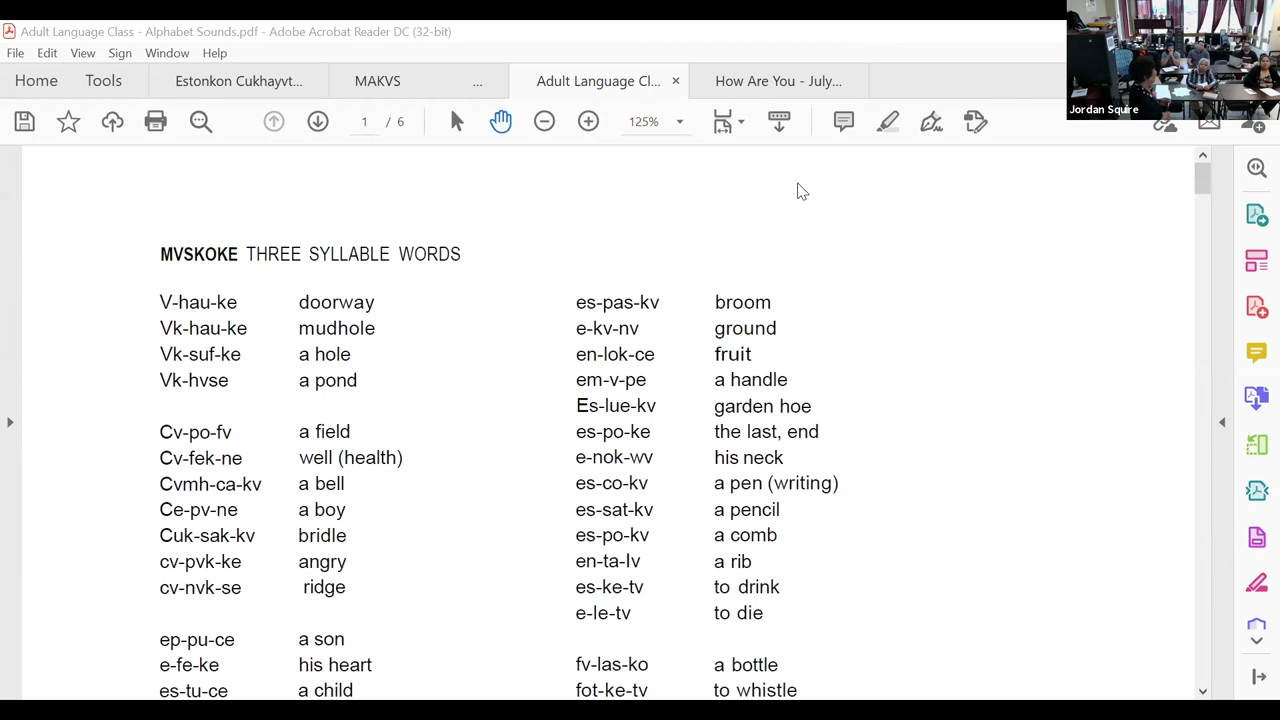 Adult Language Class - Alphabet Sounds.pdf - Adobe Acrobat Reader DC (32-bit)
File Edit View Sign Window Help
Home Tools Estonkon Cukhayvt... MAKVS ... Adult Language Cl... × How Are You - July...
Jordan Squire
1 / 6 125%
MVSKOKE THREE SYLLABLE WORDS
V-hau-ke doorway
Vk-hau-ke mudhole
Vk-suf-ke a hole
Vk-hvse a pond
Cv-po-fv a field
Cv-fek-ne well (health)
Cvmh-ca-kv a bell
Ce-pv-ne a boy
Cuk-sak-kv bridle
cv-pvk-ke angry
cv-nvk-se ridge
ep-pu-ce a son
e-fe-ke his heart
es-tu-ce a child
es-pas-kv broom
e-kv-nv ground
en-lok-ce fruit
em-v-pe a handle
Es-lue-kv garden hoe
es-po-ke the last, end
e-nok-wv his neck
es-co-kv a pen (writing)
es-sat-kv a pencil
es-po-kv a comb
en-ta-lv a rib
es-ke-tv to drink
e-le-tv to die
fv-las-ko a bottle
fot-ke-tv to whistle